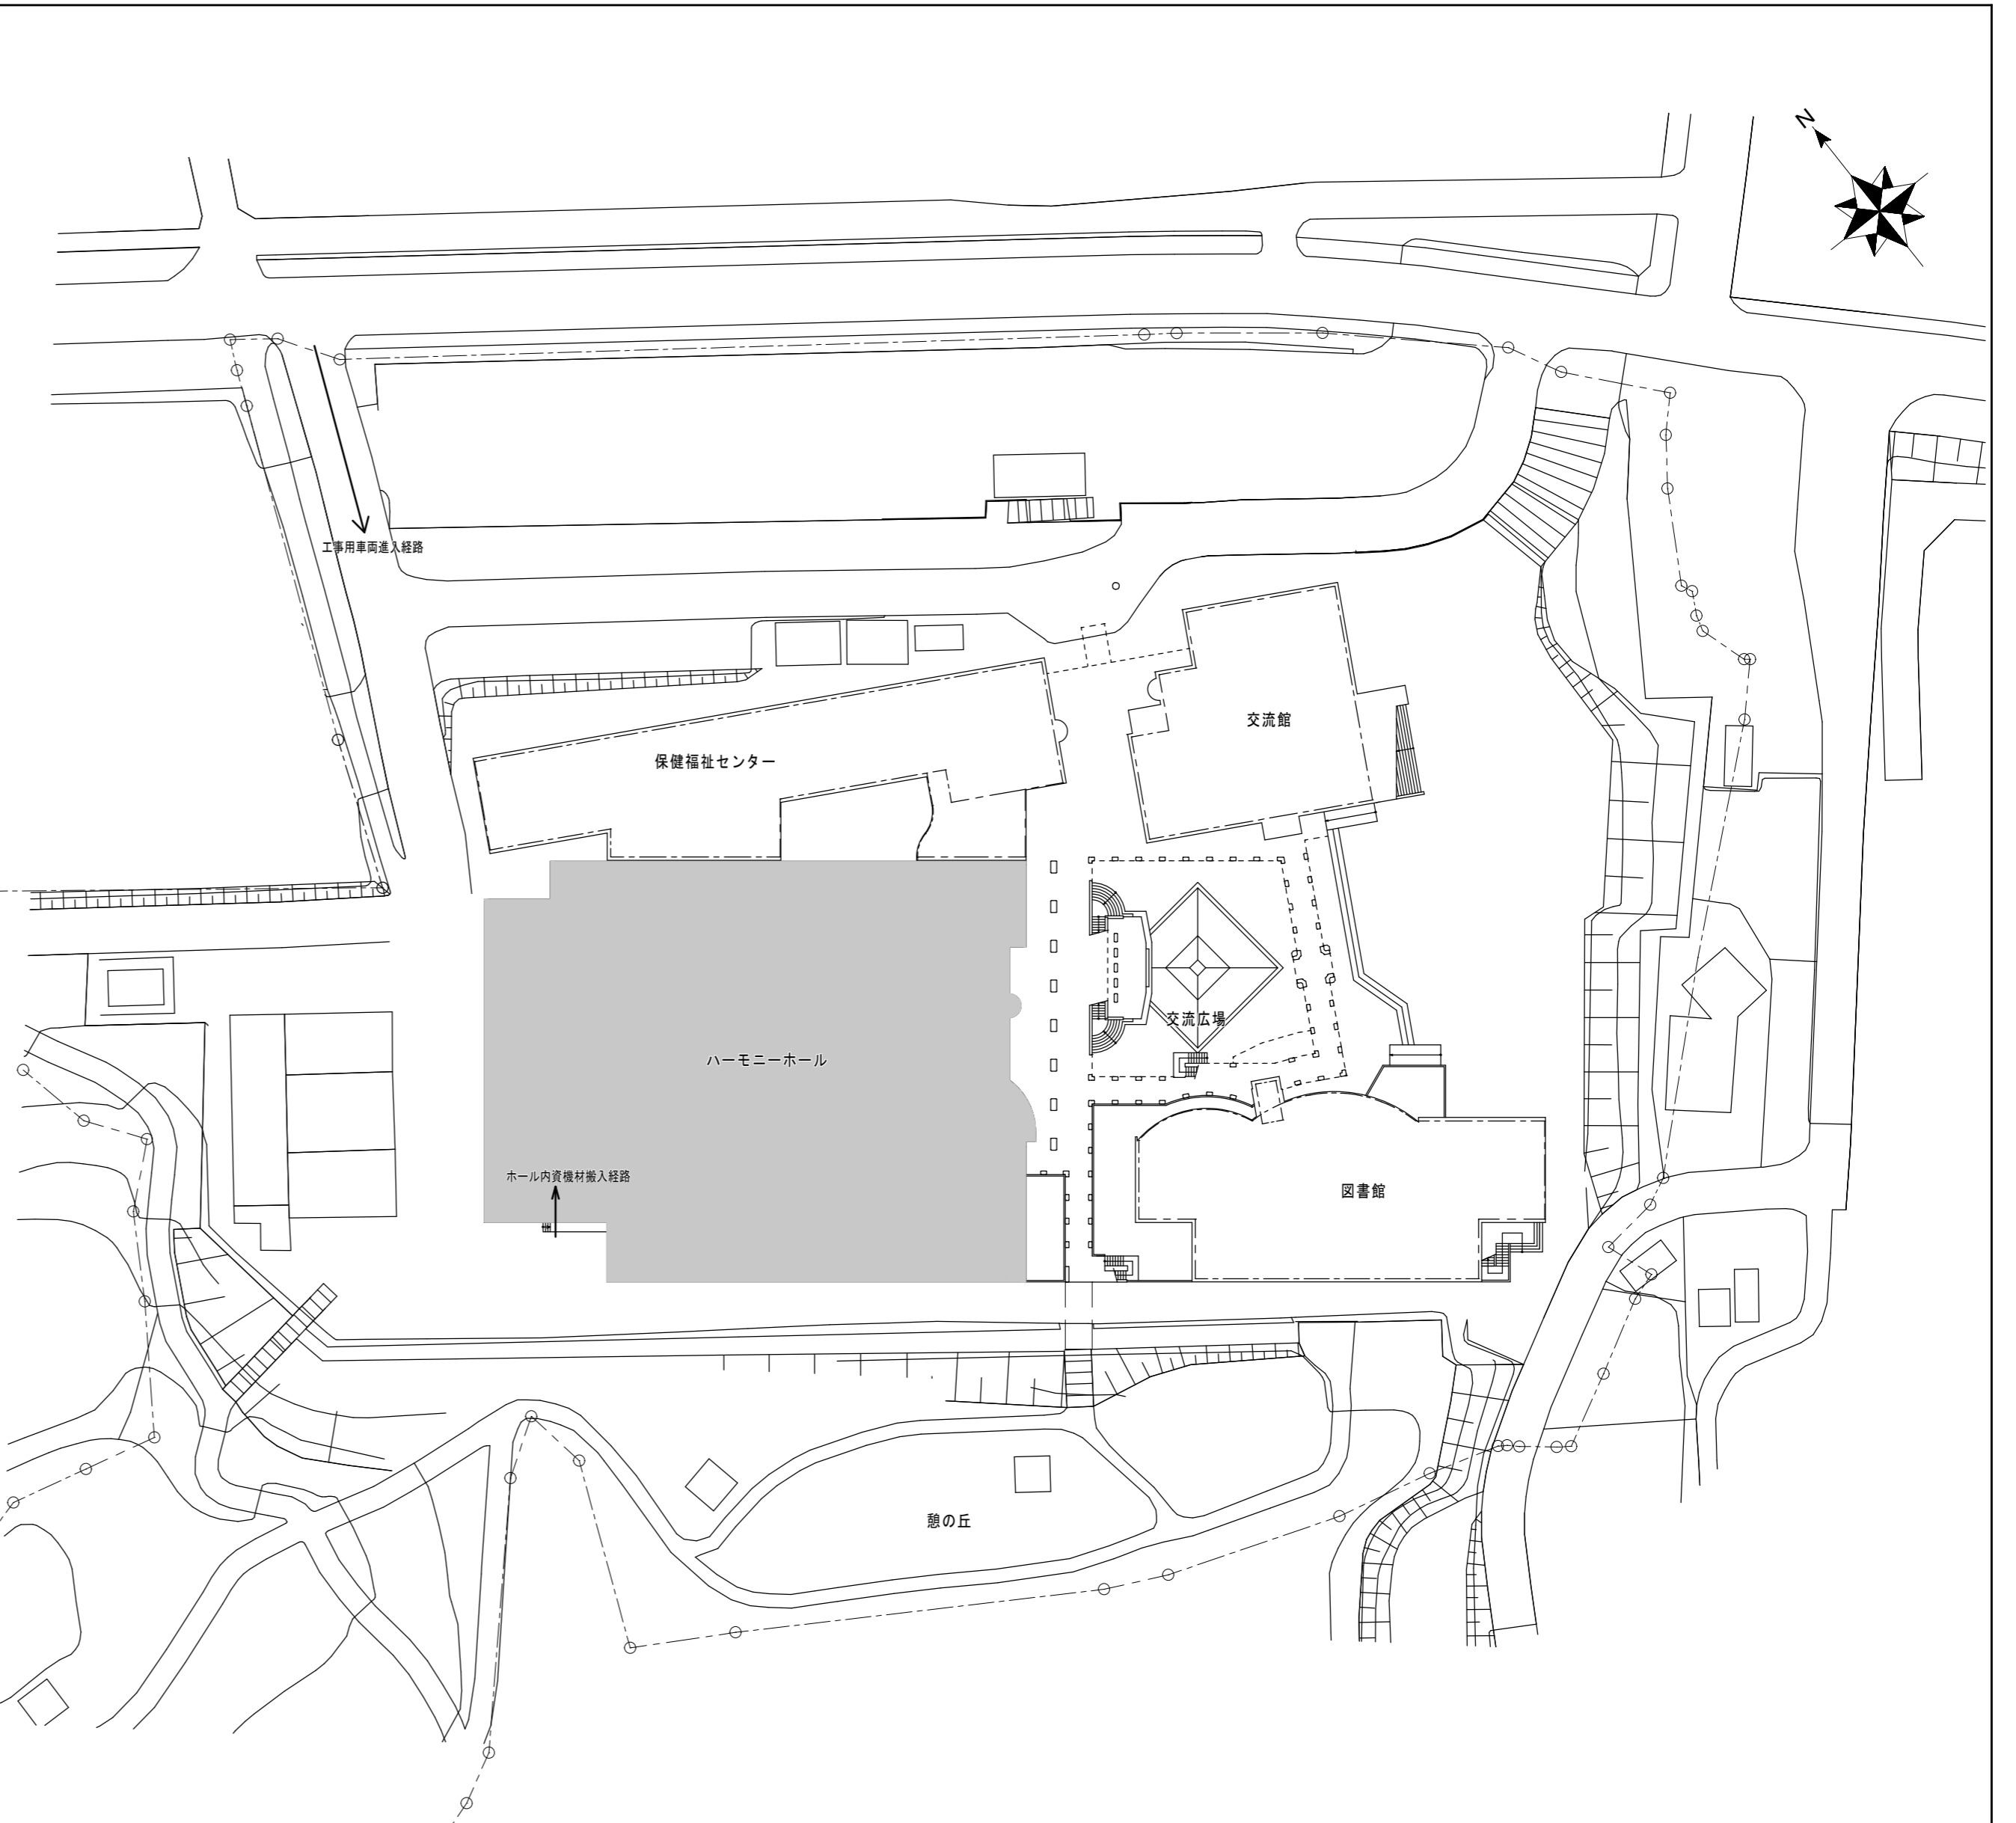 N
工事用車両進入経路
交流館
保健福祉センター
交流広場
ハーモニーホール
ホール内資機材搬入経路
図書館
憩の丘